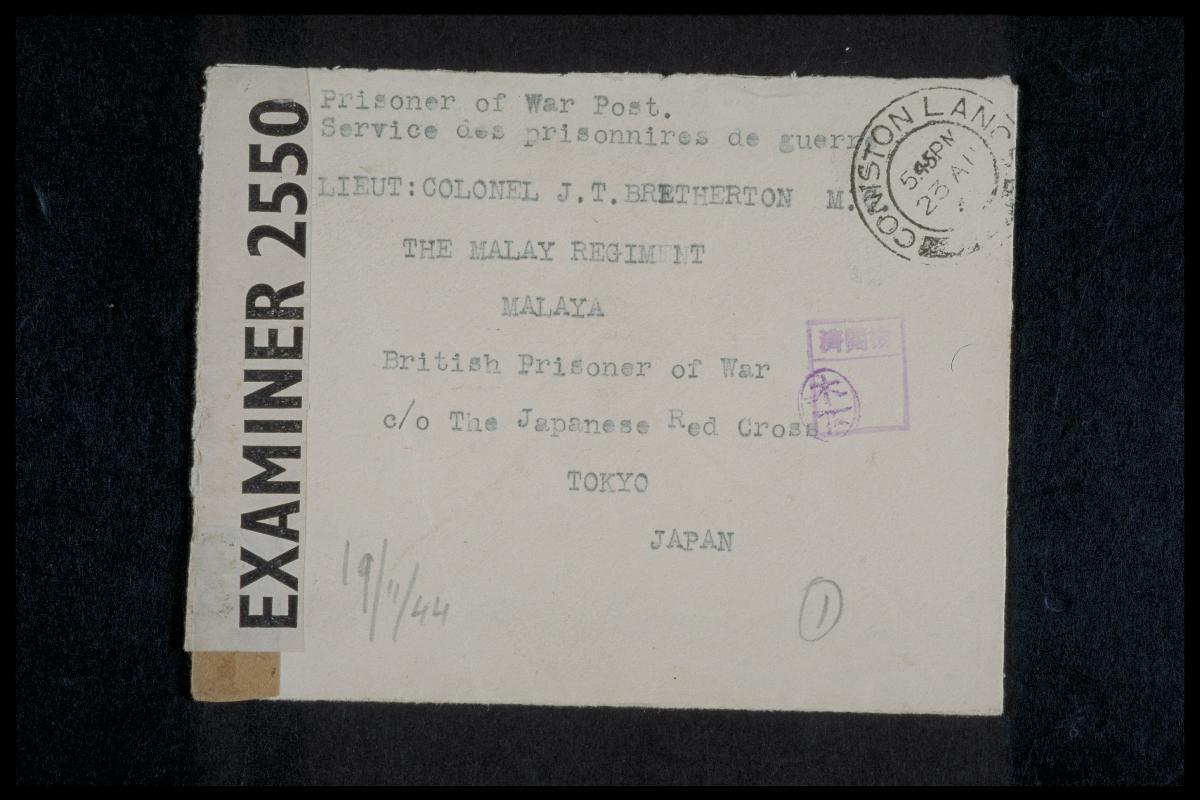 EXAMINER 2550
Prisoner of War Post.
Service des prisonnires de guerr
LIEUT:COLONEL J.T.BRETHERTON M.
THE MALAY REGIMENT
MALAYA
British Prisoner of War
c/o The Japanese Red Cross
TOKYO
JAPAN
CONISTON LANC
5 45PM
23 AU
19/11/44
1